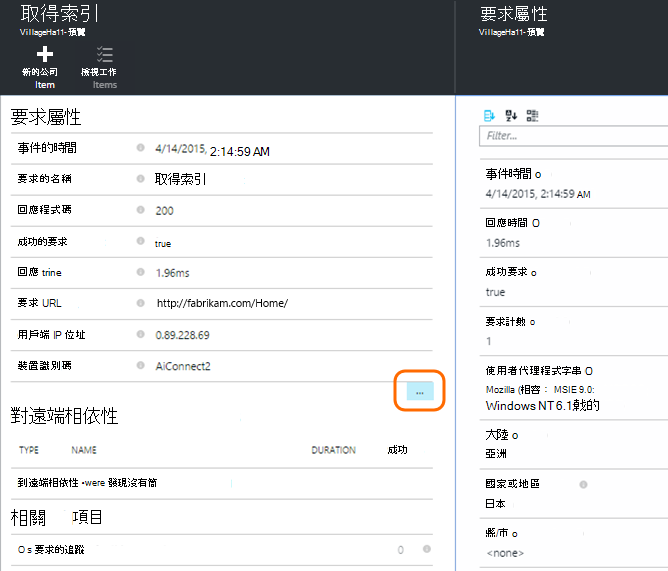 取得索引
VillageHa11-預覽
新的公司
Item
檢視工作
Items
要求屬性
事件的時間 4/14/2015, 2:14:59 AM
要求的名稱 取得索引
回應程式碼 200
成功的要求 true
回應 trine 1.96ms
要求 URL http://fabrikam.com/Home/
用戶端 IP 位址 0.89.228.69
裝置識別碼 AiConnect2
...
對遠端相依性
TYPE NAME DURATION 成功
到遠端相依性 •were 發現沒有筒
相關 項目
O s 要求的追蹤 0
要求屬性
VillageHa11-預覽
Filter...
事件時間 o
4/14/2015, 2:14:59 AM
回應時間 O
1.96ms
成功要求 o
true
要求計數 o
1
使用者代理程式字串 O
Mozilla (相容： MSIE 9.0:
Windows NT 6.1戟的
大陸 o
亞洲
國家或地區
日本
縣/市 o
<none>